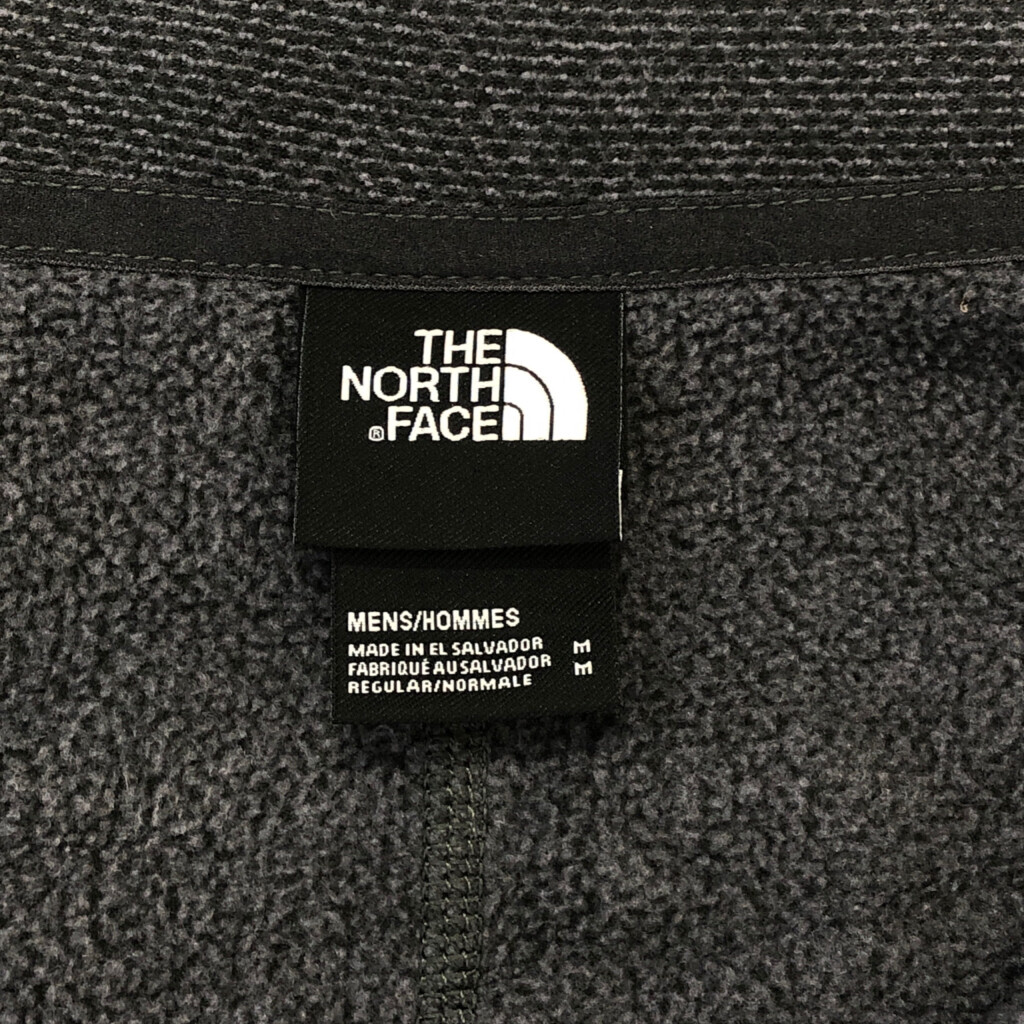 THE
NORTH
®FACE
MENS/HOMMES
MADE IN EL SALVADOR M
FABRIQUÉ AU SALVADOR M
REGULAR/NORMALE